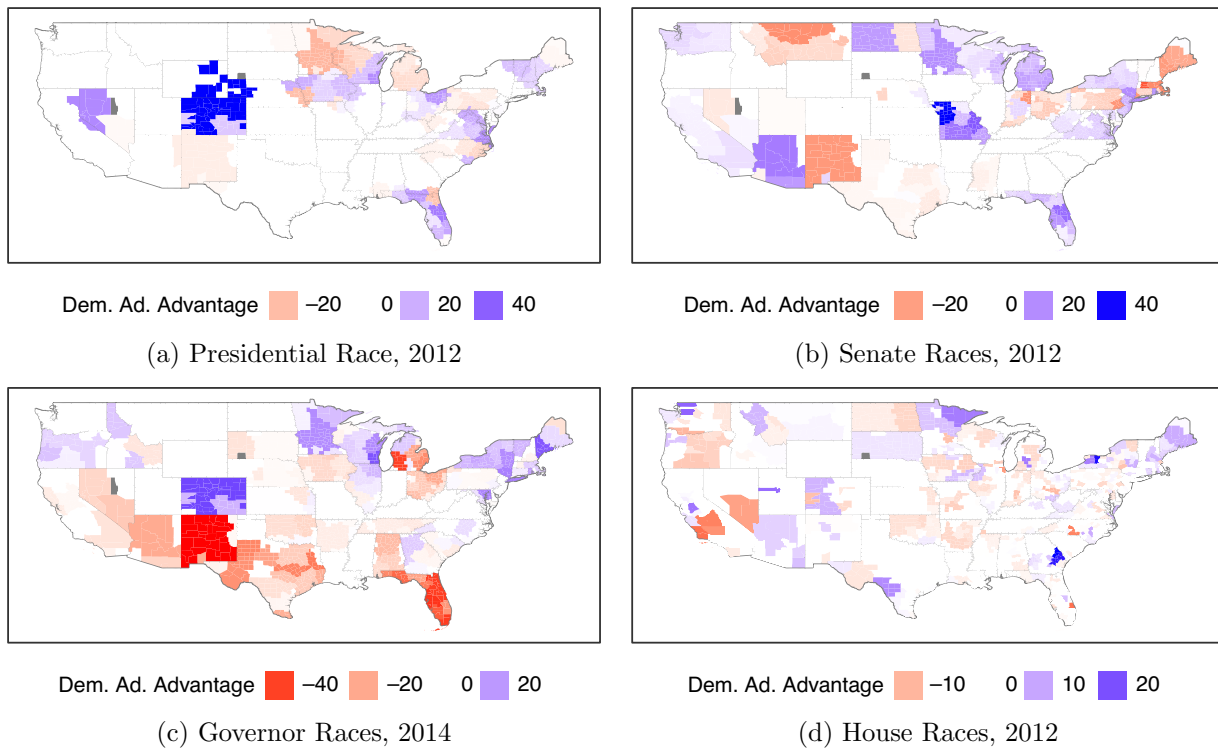 Dem. Ad. Advantage −20 0 20 40
(a) Presidential Race, 2012
Dem. Ad. Advantage −20 0 20 40
(b) Senate Races, 2012
Dem. Ad. Advantage −40 −20 0 20
(c) Governor Races, 2014
Dem. Ad. Advantage −10 0 10 20
(d) House Races, 2012